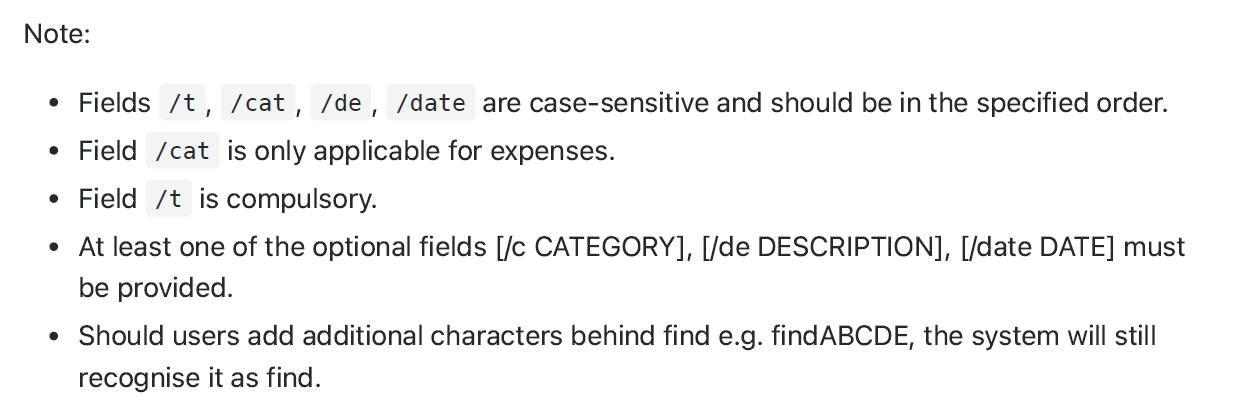 Note:
• Fields /t, /cat, /de, /date are case-sensitive and should be in the specified order.
• Field /cat is only applicable for expenses.
• Field /t is compulsory.
• At least one of the optional fields [/c CATEGORY], [/de DESCRIPTION], [/date DATE] must
be provided.
• Should users add additional characters behind find e.g. findABCDE, the system will still
recognise it as find.